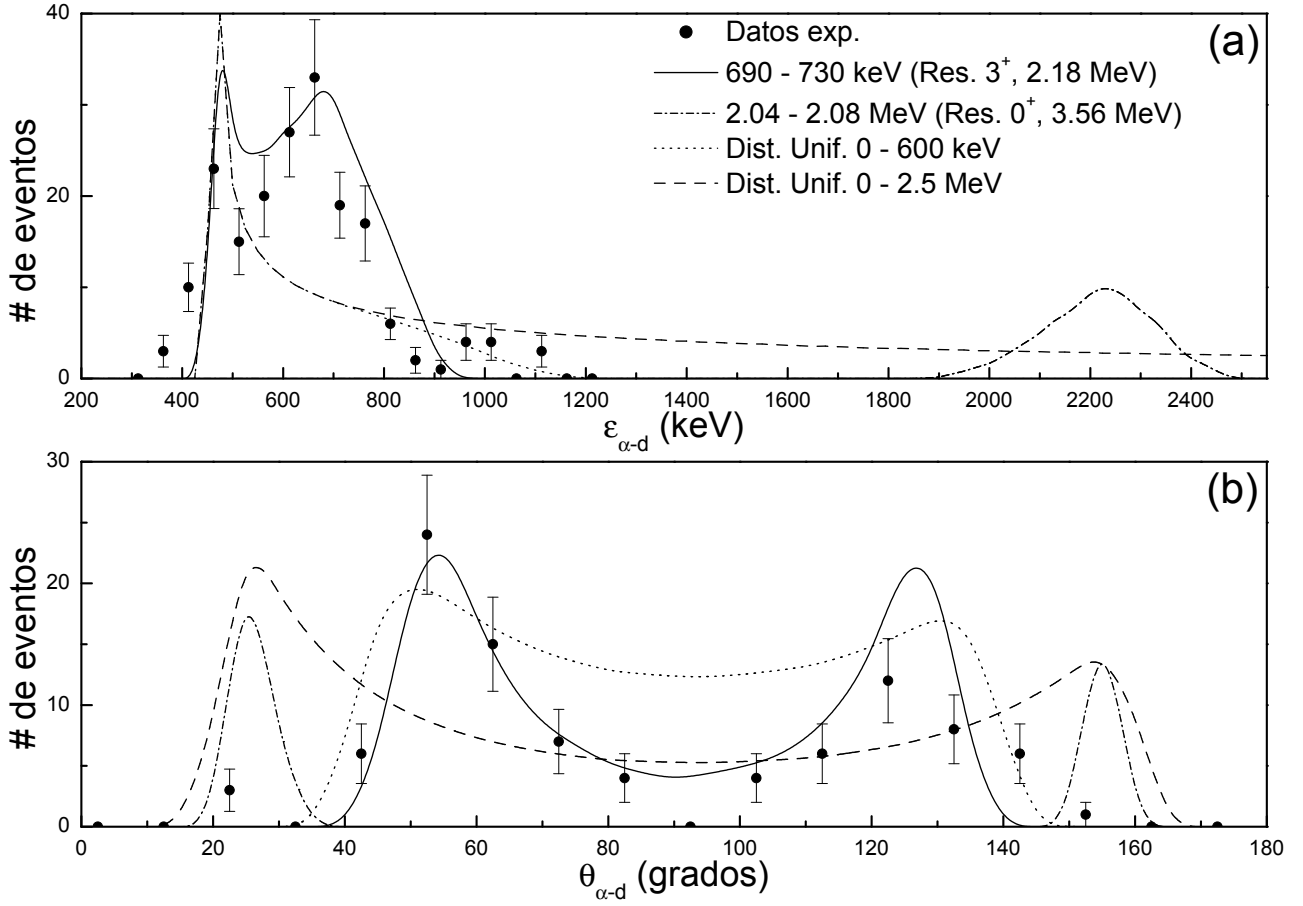 (a)
# de eventos
40
20
0
Datos exp.
690 - 730 keV (Res. 3⁺, 2.18 MeV)
2.04 - 2.08 MeV (Res. 0⁺, 3.56 MeV)
Dist. Unif. 0 - 600 keV
Dist. Unif. 0 - 2.5 MeV
200 400 600 800 1000 1200 1400 1600 1800 2000 2200 2400
ε α-d (keV)
(b)
# de eventos
30
20
10
0
0 20 40 60 80 100 120 140 160 180
θ α-d (grados)